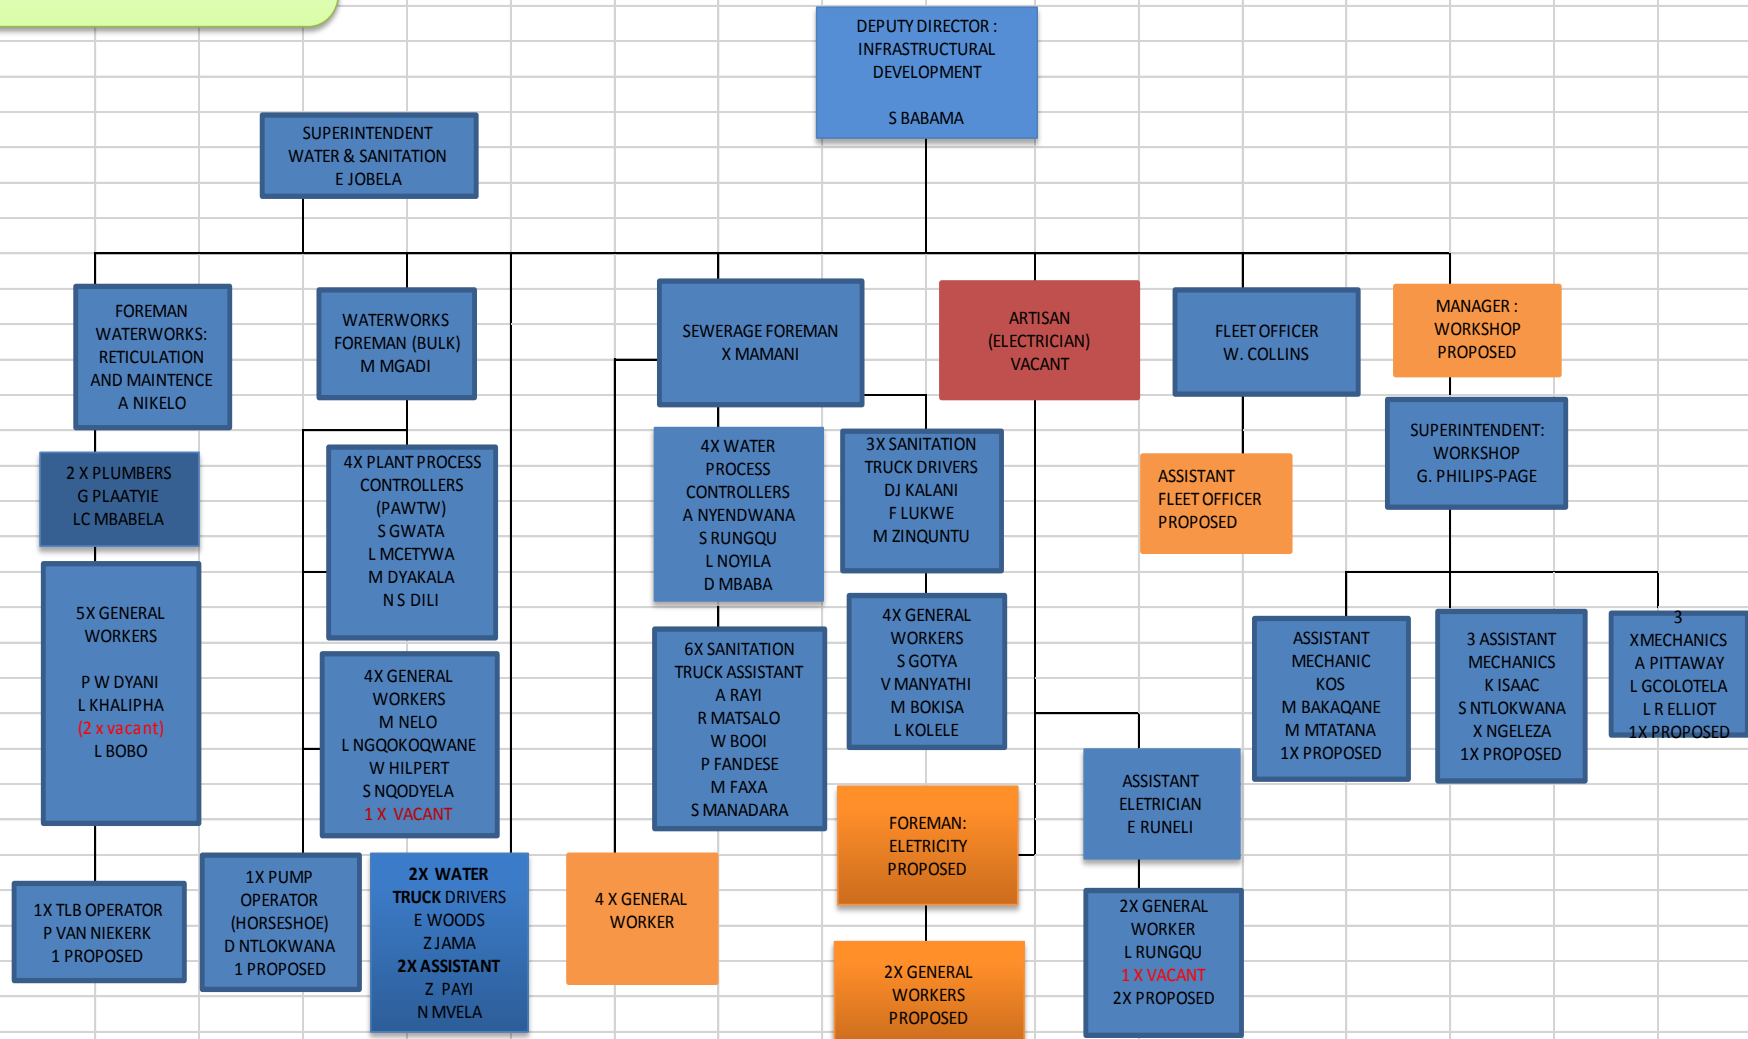 DEPUTY DIRECTOR :
INFRASTRUCTURAL
DEVELOPMENT
S BABAMA
SUPERINTENDENT
WATER & SANITATION
E JOBELA
FOREMAN
WATERWORKS:
RETICULATION
AND MAINTENCE
A NIKELO
WATERWORKS
FOREMAN (BULK)
M MGADI
SEWERAGE FOREMAN
X MAMANI
ARTISAN
(ELECTRICIAN)
VACANT
FLEET OFFICER
W. COLLINS
MANAGER :
WORKSHOP
PROPOSED
2 X PLUMBERS
G PLAATYIE
LC MBABELA
4X PLANT PROCESS
CONTROLLERS
(PAWTW)
S GWATA
L MCETYWA
M DYAKALA
N S DILI
4X WATER
PROCESS
CONTROLLERS
A NYENDWANA
S RUNGQU
L NOYILA
D MBABA
3X SANITATION
TRUCK DRIVERS
DJ KALANI
F LUKWE
M ZINQUNTU
ASSISTANT
FLEET OFFICER
PROPOSED
SUPERINTENDENT:
WORKSHOP
G. PHILIPS-PAGE
5X GENERAL
WORKERS
P W DYANI
L KHALIPHA
(2 x vacant)
L BOBO
4X GENERAL
WORKERS
M NELO
L NGQOKOQWANE
W HILPERT
S NQODYELA
1 X VACANT
6X SANITATION
TRUCK ASSISTANT
A RAYI
R MATSALO
W BOOI
P FANDESE
M FAXA
S MANADARA
4X GENERAL
WORKERS
S GOTYA
V MANYATHI
M BOKISA
L KOLELE
ASSISTANT
MECHANIC
KOS
M BAKAQANE
M MTATANA
1X PROPOSED
3 ASSISTANT
MECHANICS
K ISAAC
S NTLOKWANA
X NGELEZA
1X PROPOSED
3
XMECHANICS
A PITTAWAY
L GCOLOTELA
L R ELLIOT
1X PROPOSED
ASSISTANT
ELETRICIAN
E RUNELI
FOREMAN:
ELETRICITY
PROPOSED
1X TLB OPERATOR
P VAN NIEKERK
1 PROPOSED
1X PUMP
OPERATOR
(HORSESHOE)
D NTLOKWANA
1 PROPOSED
2X WATER
TRUCK DRIVERS
E WOODS
Z JAMA
2X ASSISTANT
Z PAYI
N MVELA
4 X GENERAL
WORKER
2X GENERAL
WORKERS
PROPOSED
2X GENERAL
WORKER
L RUNGQU
1 X VACANT
2X PROPOSED